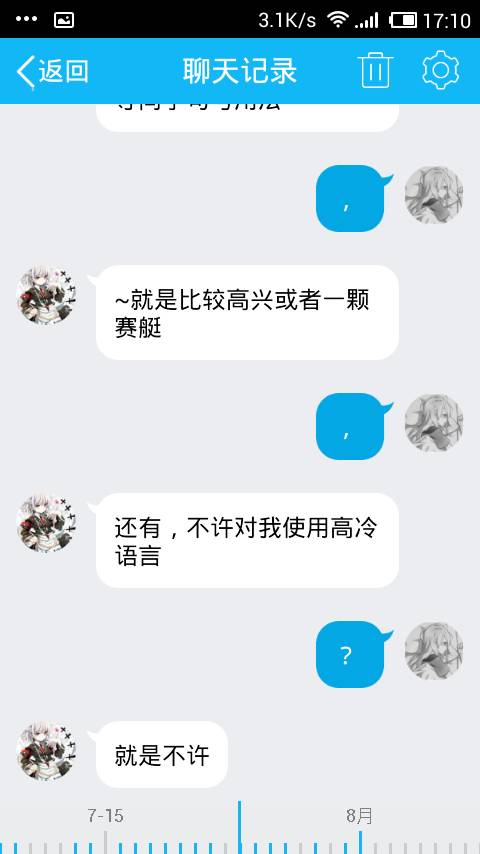 3.1K/s 17:10
返回 聊天记录
，
~就是比较高兴或者一颗
赛艇
，
还有，不许对我使用高冷
语言
？
就是不许
7-15 8月